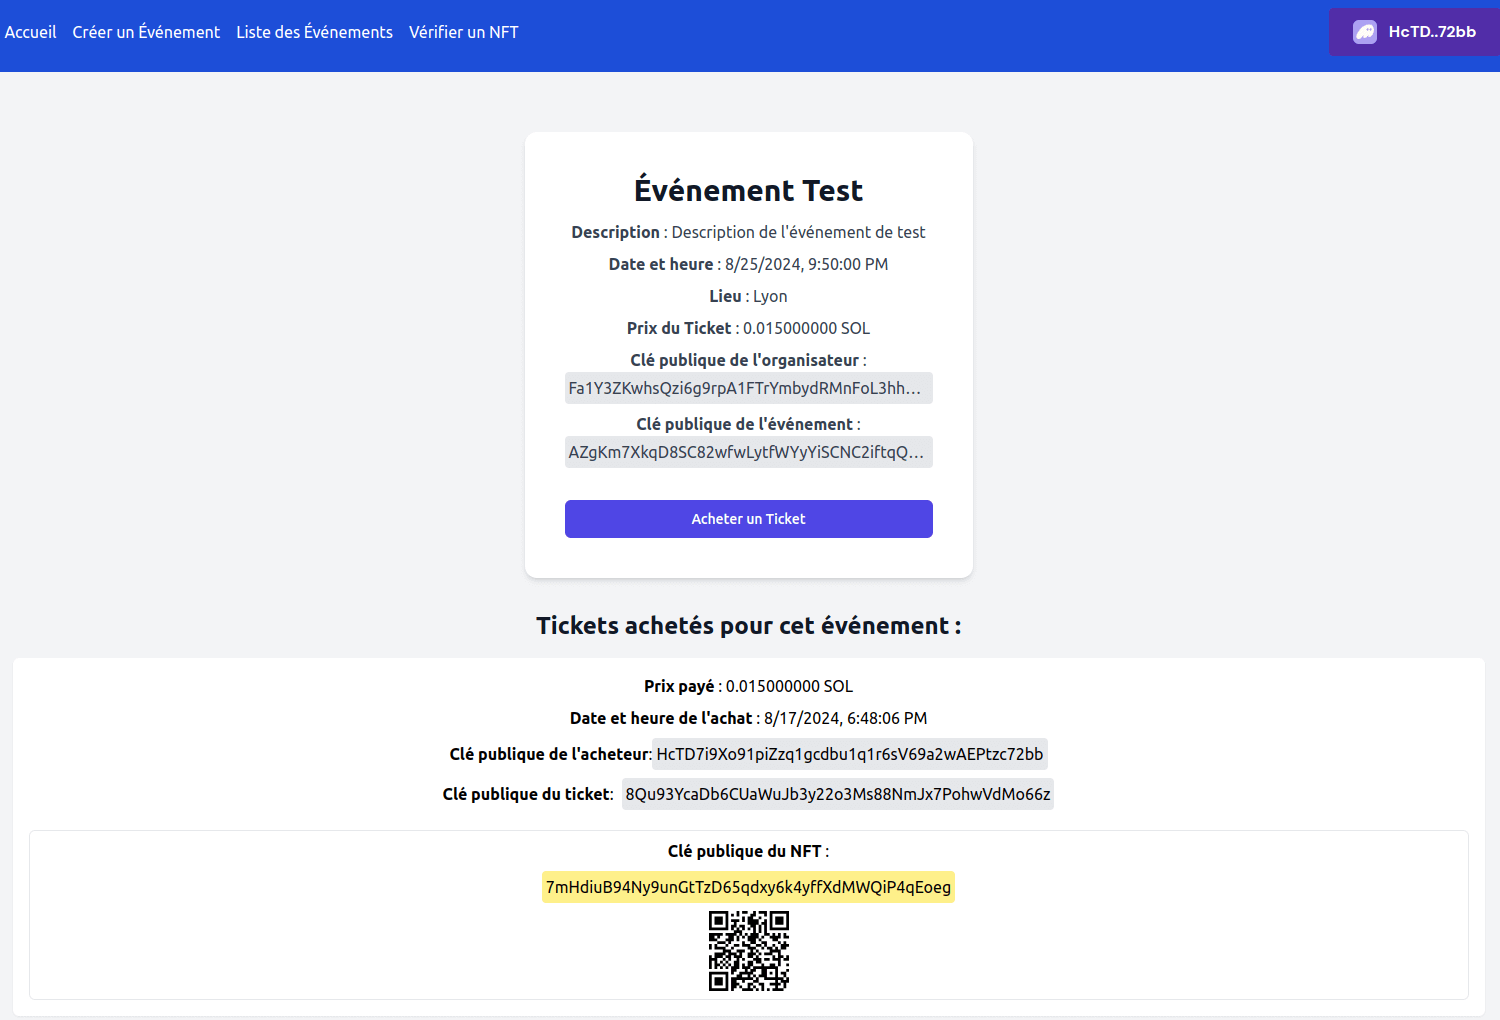 Accueil Créer un Événement Liste des Événements Vérifier un NFT HcTD..72bb
Événement Test
Description : Description de l'événement de test
Date et heure : 8/25/2024, 9:50:00 PM
Lieu : Lyon
Prix du Ticket : 0.015000000 SOL
Clé publique de l'organisateur :
Fa1Y3ZKwhsQzi6g9rpA1FTrYmbydRMnFoL3hh...
Clé publique de l'événement :
AZgKm7XkqD8SC82wfwLytfWYyYiSCNC2iftqQ...
Acheter un Ticket
Tickets achetés pour cet événement :
Prix payé : 0.015000000 SOL
Date et heure de l'achat : 8/17/2024, 6:48:06 PM
Clé publique de l'acheteur: HcTD7i9Xo91piZzq1gcdbu1q1r6sV69a2wAEPtzc72bb
Clé publique du ticket: 8Qu93YcaDb6CUaWuJb3y22o3Ms88NmJx7PohwVdMo66z
Clé publique du NFT :
7mHdiuB94Ny9unGtTzD65qdxy6k4yffXdMWQiP4qEoeg